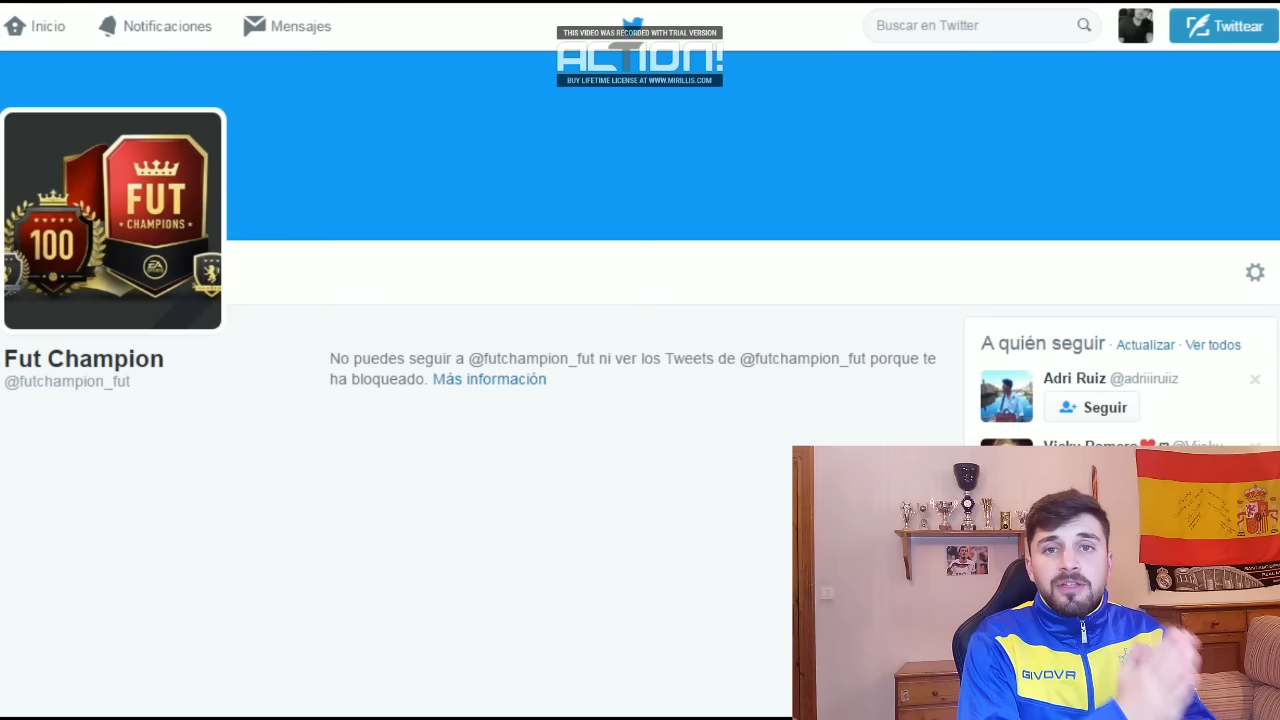 Inicio
Notificaciones
Mensajes
THIS VIDEO WAS RECORDED WITH TRIAL VERSION
ACTION!
BUY LIFETIME LICENSE AT WWW.MIRILLIS.COM
Buscar en Twitter
Twittear
FUT
CHAMPIONS
100
EA
SPORTS
Fut Champion
@futchampion_fut
No puedes seguir a @futchampion_fut ni ver los Tweets de @futchampion_fut porque te
ha bloqueado. Más información
A quién seguir · Actualizar · Ver todos
Adri Ruiz @adriiruiiz
Seguir
GIVOVA